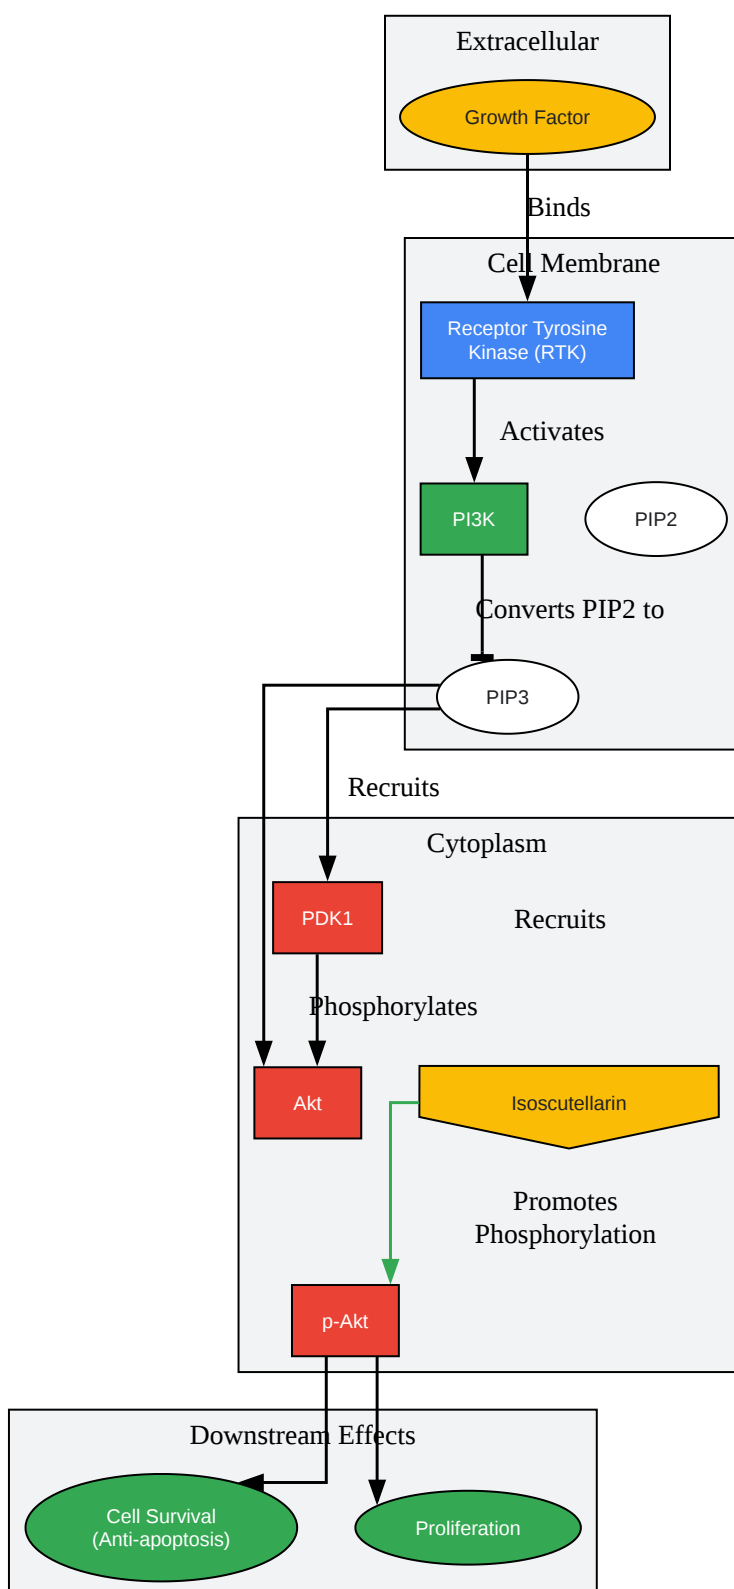 Extracellular
Growth Factor
Binds
Cell Membrane
Receptor Tyrosine
Kinase (RTK)
Activates
PI3K
PIP2
Converts PIP2 to
PIP3
Recruits
Cytoplasm
PDK1
Recruits
Phosphorylates
Akt
Isoscutellarin
Promotes
Phosphorylation
p-Akt
Downstream Effects
Cell Survival
(Anti-apoptosis)
Proliferation